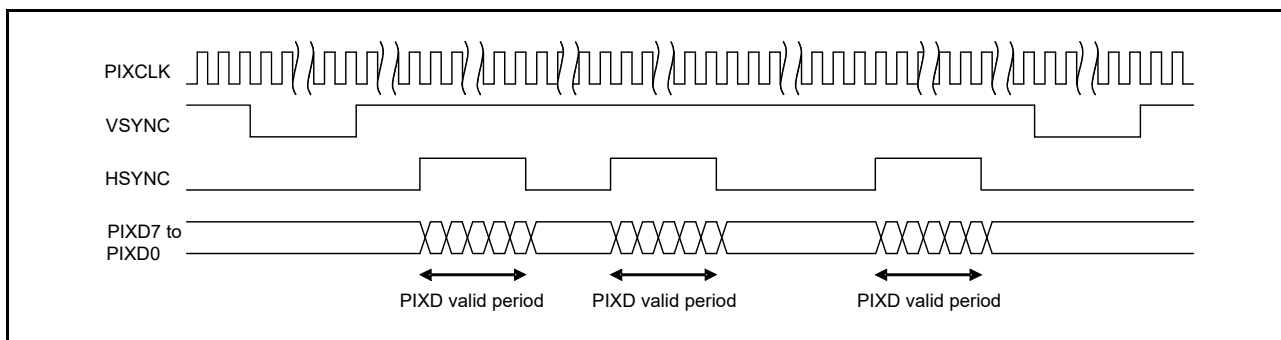 PIXCLK
VSYNC
HSYNC
PIXD7 to
PIXD0
PIXD valid period
PIXD valid period
PIXD valid period